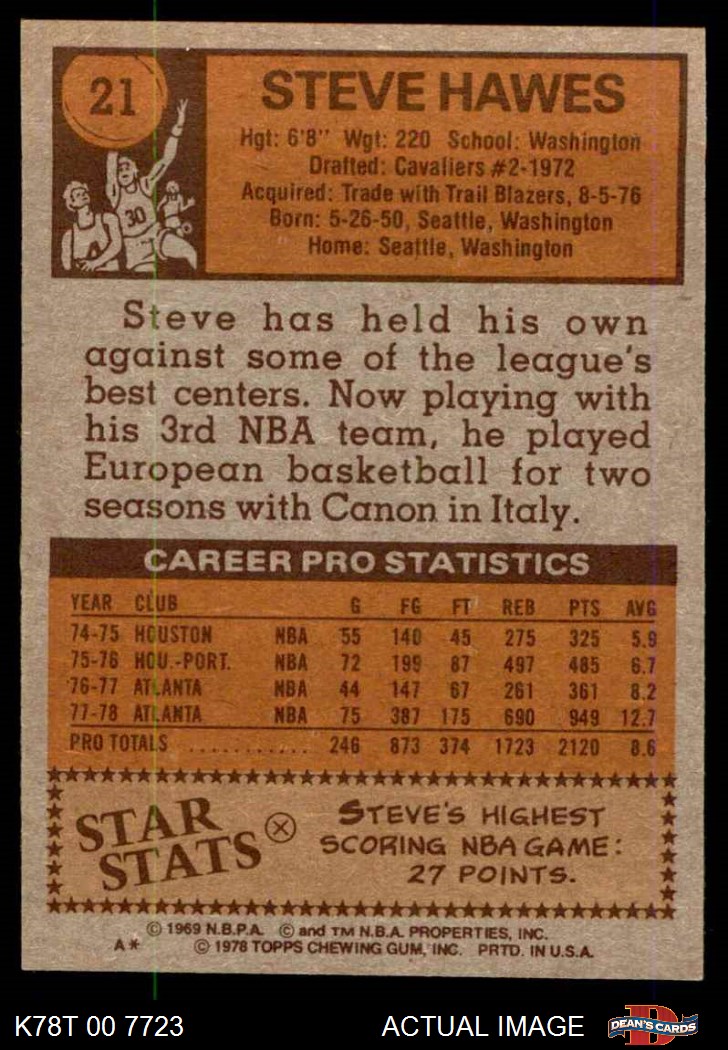 21
STEVE HAWES
Hgt: 6'8" Wgt: 220 School: Washington
Drafted: Cavaliers #2-1972
Acquired: Trade with Trail Blazers, 8-5-76
Born: 5-26-50, Seattle, Washington
Home: Seattle, Washington
30
Steve has held his own
against some of the league's
best centers. Now playing with
his 3rd NBA team, he played
European basketball for two
seasons with Canon in Italy.
CAREER PRO STATISTICS
YEAR CLUB G FG FT REB PTS AVG
74-75 HOUSTON NBA 55 140 45 275 325 5.9
75-76 HOU.-PORT. NBA 72 199 87 497 485 6.7
76-77 ATLANTA NBA 44 147 67 261 361 8.2
77-78 ATLANTA NBA 75 387 175 690 949 12.7
PRO TOTALS ........... 246 873 374 1723 2120 8.6
STAR
STATS
STEVE'S HIGHEST
SCORING NBA GAME:
27 POINTS.
© 1969 N.B.P.A. © and TM N.B.A. PROPERTIES, INC.
A* © 1978 TOPPS CHEWING GUM, INC. PRTD. IN U.S.A.
K78T 00 7723 ACTUAL IMAGE
D
DEAN'S CARDS